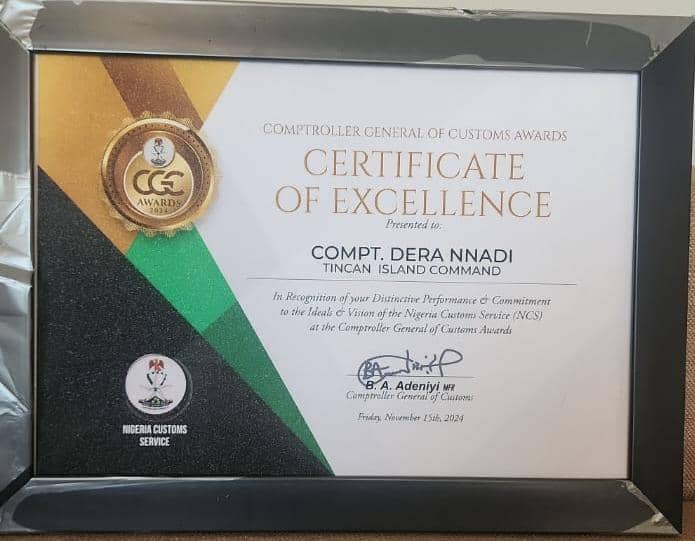 COMPTROLLER GENERAL OF CUSTOMS AWARDS
CERTIFICATE
OF EXCELLENCE
Presented to:
COMPT. DERA NNADI
TINCAN ISLAND COMMAND
In Recognition of your Distinctive Performance & Commitment
to the Ideals & Vision of the Nigeria Customs Service (NCS)
at the Comptroller General of Customs Awards
B. A. Adeniyi MFR
Comptroller General of Customs
Friday, November 15th, 2024
CGC
AWARDS
2024
NIGERIA CUSTOMS
SERVICE